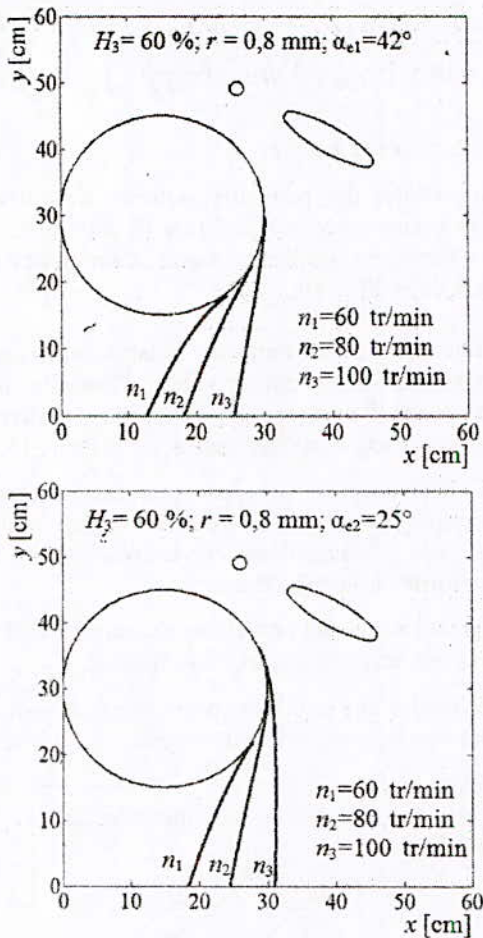 60
H₃= 60 %; r = 0,8 mm; αe1=42°
50
y [cm]
40
30
20
n₁=60 tr/min
n₂=80 tr/min
n₃=100 tr/min
10
n₁ n₂ n₃
0
0 10 20 30 40 50 60
x [cm]
60
H₃= 60 %; r = 0,8 mm; αe2=25°
50
y [cm]
40
30
20
n₁=60 tr/min
n₂=80 tr/min
n₃=100 tr/min
10
n₁ n₂ n₃
0
0 10 20 30 40 50 60
x [cm]